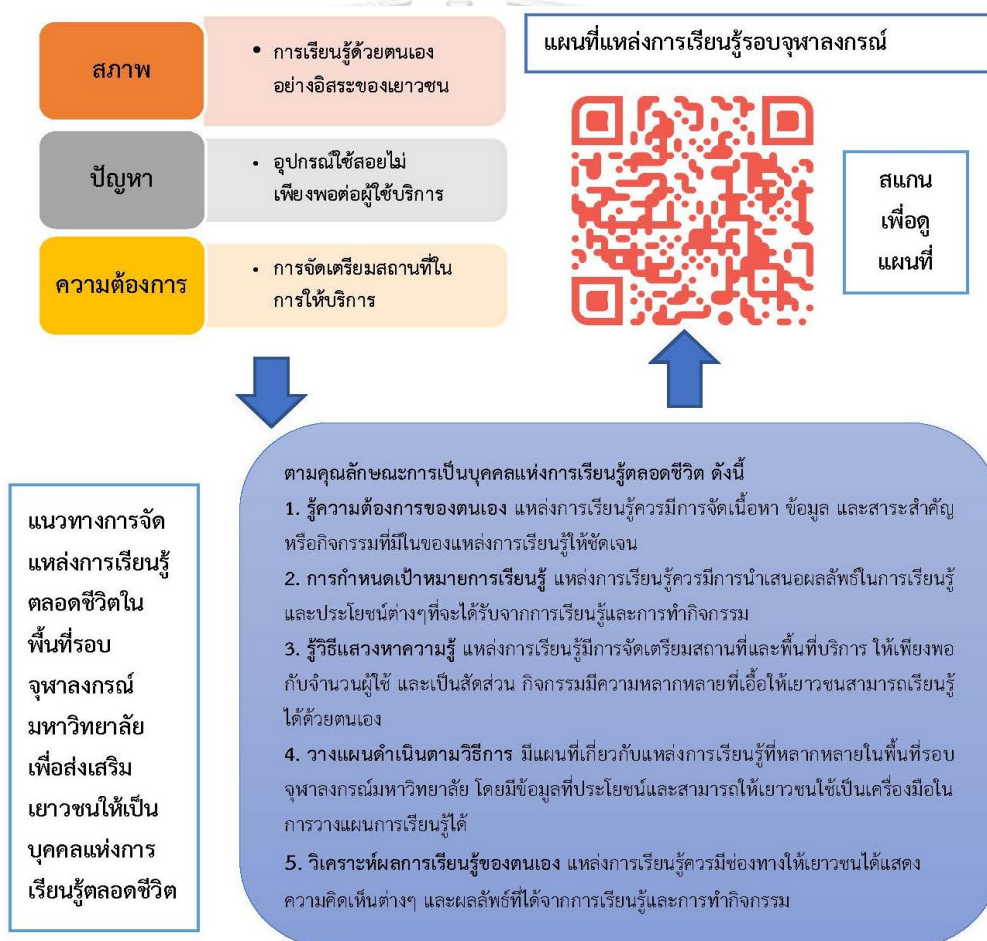 สภาพ
• การเรียนรู้ด้วยตนเอง
อย่างอิสระของเยาวชน
ปัญหา
• อุปกรณ์ใช้สอยไม่
เพียงพอต่อผู้ใช้บริการ
ความต้องการ
• การจัดเตรียมสถานที่ใน
การให้บริการ
แผนที่แหล่งการเรียนรู้รอบจุฬาลงกรณ์
สแกน
เพื่อดู
แผนที่
แนวทางการจัด
แหล่งการเรียนรู้
ตลอดชีวิตใน
พื้นที่รอบ
จุฬาลงกรณ์
มหาวิทยาลัย
เพื่อส่งเสริม
เยาวชนให้เป็น
บุคคลแห่งการ
เรียนรู้ตลอดชีวิต
ตามคุณลักษณะการเป็นบุคคลแห่งการเรียนรู้ตลอดชีวิต ดังนี้
1. รู้ความต้องการของตนเอง แหล่งการเรียนรู้ควรมีการจัดเนื้อหา ข้อมูล และสาระสำคัญ
หรือกิจกรรมที่มีในของแหล่งการเรียนรู้ให้ชัดเจน
2. การกำหนดเป้าหมายการเรียนรู้ แหล่งการเรียนรู้ควรมีการนำเสนอผลลัพธ์ในการเรียนรู้
และประโยชน์ต่างๆที่จะได้รับจากการเรียนรู้และการทำกิจกรรม
3. รู้วิธีแสวงหาความรู้ แหล่งการเรียนรู้มีการจัดเตรียมสถานที่และพื้นที่บริการ ให้เพียงพอ
กับจำนวนผู้ใช้ และเป็นสัดส่วน กิจกรรมมีความหลากหลายที่เอื้อให้เยาวชนสามารถเรียนรู้
ได้ด้วยตนเอง
4. วางแผนดำเนินตามวิธีการ มีแผนที่เกี่ยวกับแหล่งการเรียนรู้ที่หลากหลายในพื้นที่รอบ
จุฬาลงกรณ์มหาวิทยาลัย โดยมีข้อมูลที่ประโยชน์และสามารถให้เยาวชนใช้เป็นเครื่องมือใน
การวางแผนการเรียนรู้ได้
5. วิเคราะห์ผลการเรียนรู้ของตนเอง แหล่งการเรียนรู้ควรมีช่องทางให้เยาวชนได้แสดง
ความคิดเห็นต่างๆ และผลลัพธ์ที่ได้จากการเรียนรู้และการทำกิจกรรม